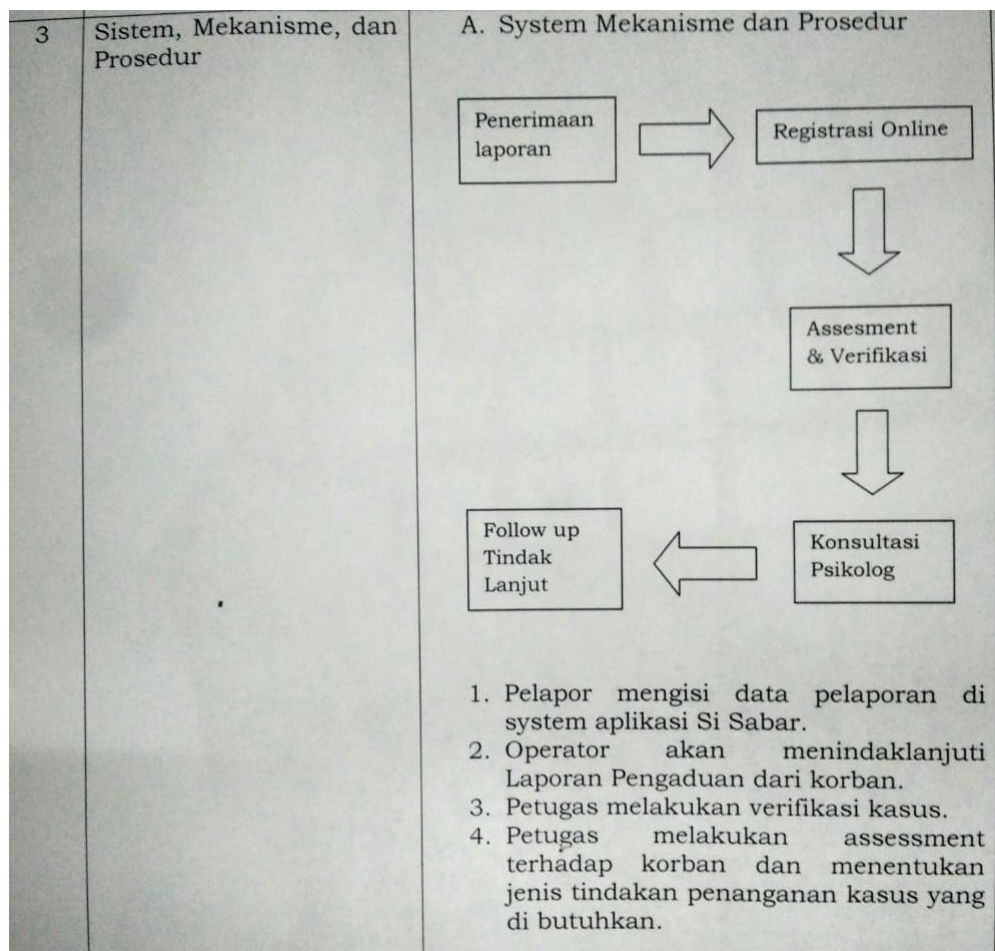 3
Sistem, Mekanisme, dan
Prosedur
A. System Mekanisme dan Prosedur
Penerimaan
laporan
Registrasi Online
Assesment
& Verifikasi
Konsultasi
Psikolog
Follow up
Tindak
Lanjut
1. Pelapor mengisi data pelaporan di
system aplikasi Si Sabar.
2. Operator akan menindaklanjuti
Laporan Pengaduan dari korban.
3. Petugas melakukan verifikasi kasus.
4. Petugas melakukan assessment
terhadap korban dan menentukan
jenis tindakan penanganan kasus yang
di butuhkan.